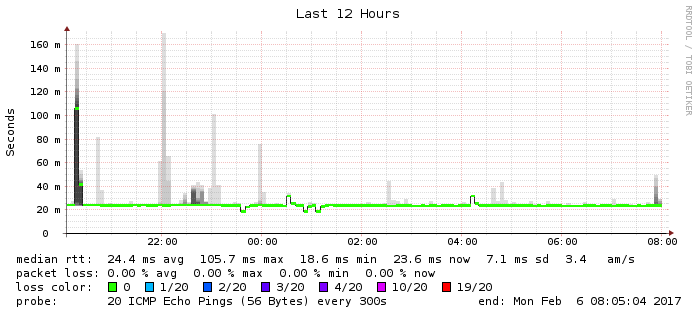 Last 12 Hours
RRDTOOL / TOBI OETIKER
Seconds
160 m
140 m
120 m
100 m
80 m
60 m
40 m
20 m
0
22:00 00:00 02:00 04:00 06:00 08:00
median rtt: 24.4 ms avg 105.7 ms max 18.6 ms min 23.6 ms now 7.1 ms sd 3.4 am/s
packet loss: 0.00 % avg 0.00 % max 0.00 % min 0.00 % now
loss color: 0 1/20 2/20 3/20 4/20 10/20 19/20
probe: 20 ICMP Echo Pings (56 Bytes) every 300s end: Mon Feb 6 08:05:04 2017